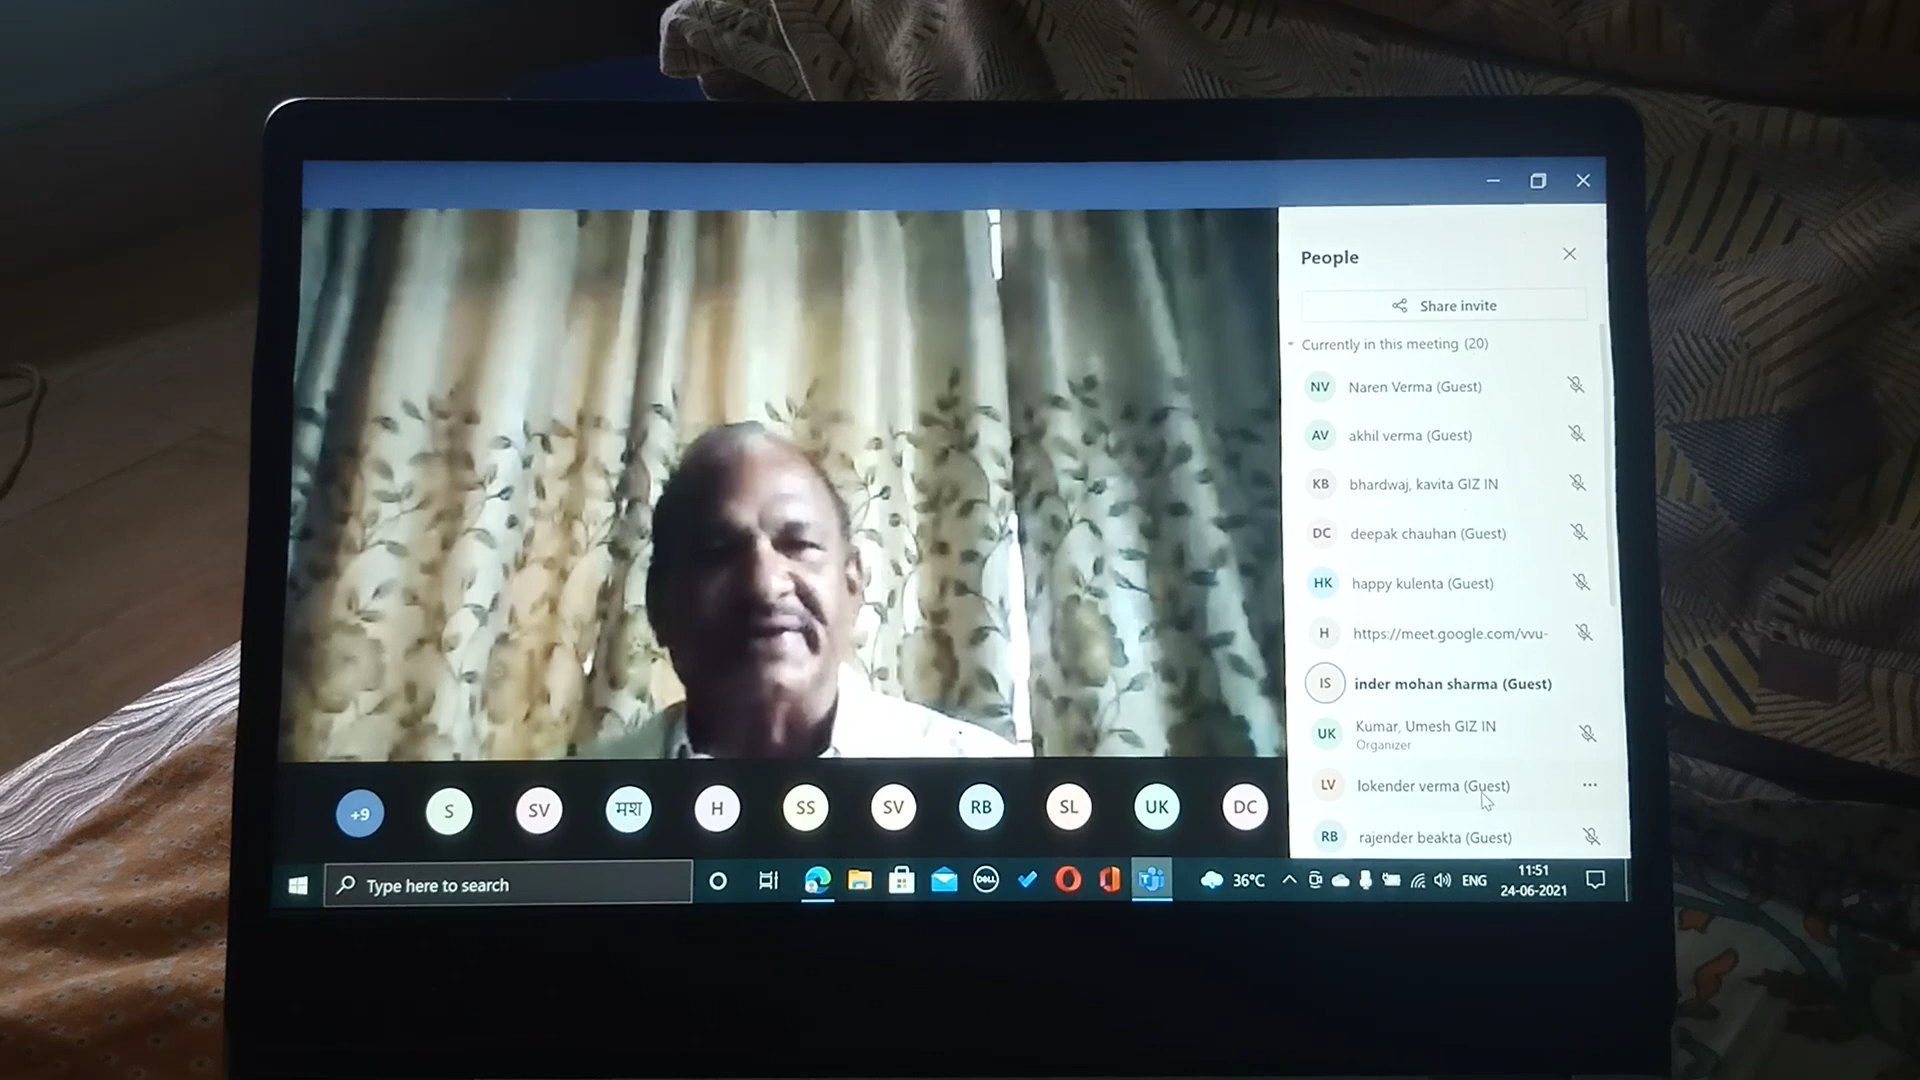 People
Share invite
Currently in this meeting (20)
NV Naren Verma (Guest)
AV akhil verma (Guest)
KB bhardwaj, kavita GIZ IN
DC deepak chauhan (Guest)
HK happy kulenta (Guest)
H https://meet.google.com/vvu-
IS inder mohan sharma (Guest)
UK Kumar, Umesh GIZ IN
Organizer
LV lokender verma (Guest)
RB rajender beakta (Guest)
+9 S SV मश H SS SV RB SL UK DC
Type here to search
DELL
36°C
ENG
11:51
24-06-2021